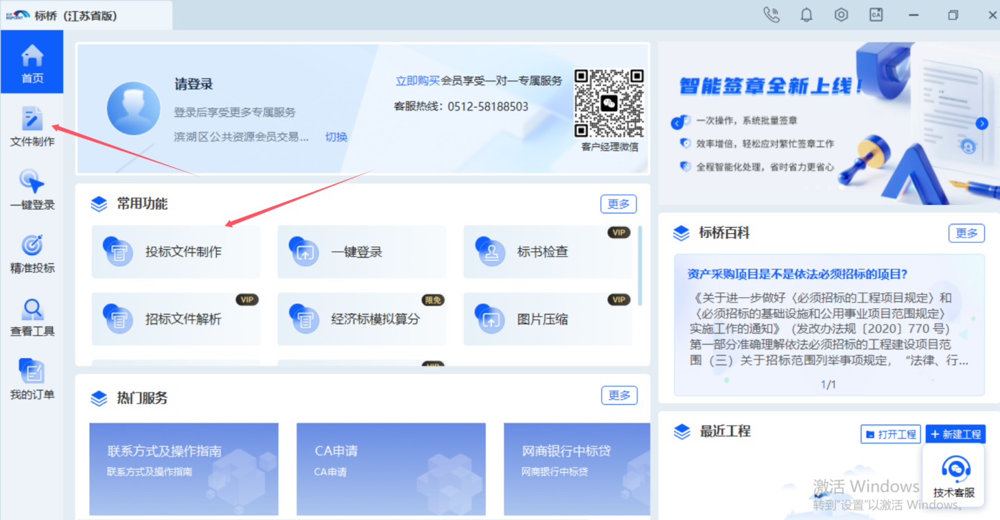 标桥（江苏省版）
CA
首页
文件制作
一键登录
精准投标
查看工具
我的订单
请登录
登录后享受更多专属服务
滨湖区公共资源会员交易... 切换
立即购买会员享受一对一专属服务
客服热线：0512-58188503
客户经理微信
智能签章全新上线！
一次操作，系统批量签章
效率增倍，轻松应对繁忙签章工作
全程智能化处理，省时省力更省心
常用功能
更多
投标文件制作
一键登录
标书检查
VIP
招标文件解析
VIP
经济标模拟算分
限免
图片压缩
VIP
VIP
标桥百科
更多
资产采购项目是不是依法必须招标的项目？
《关于进一步做好〈必须招标的工程项目规定〉和
〈必须招标的基础设施和公用事业项目范围规定〉
实施工作的通知》（发改办法规〔2020〕770 号）
第一部分准确理解依法必须招标的工程建设项目范
围（三）关于招标范围列举事项规定，“法律、行...
1/1
热门服务
更多
联系方式及操作指南
联系方式及操作指南
CA申请
CA申请
网商银行中标贷
网商银行中标贷
最近工程
打开工程
新建工程
技术客服
激活 Windows
转到“设置”以激活 Windows。